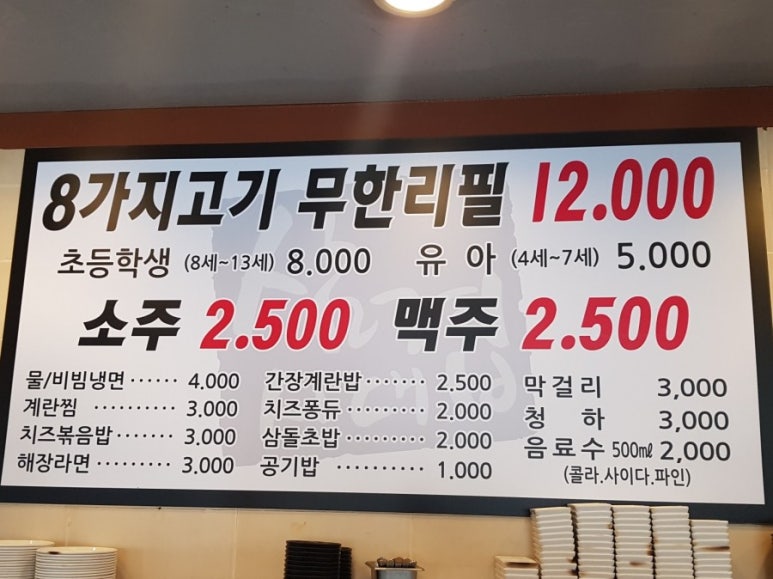 8가지고기 무한리필 12.000
초등학생 (8세~13세) 8.000 유 아 (4세~7세) 5.000
소주 2.500 맥주 2.500
물/비빔냉면 ······ 4.000
계란찜 ·········· 3.000
치즈볶음밥 ······· 3.000
해장라면 ········· 3.000
간장계란밥 ······· 2.500
치즈퐁듀 ········· 2.000
삼돌초밥 ········· 2.000
공기밥 ·········· 1.000
막걸리 3,000
청 하 3,000
음료수 500㎖ 2,000
(콜라.사이다.파인)